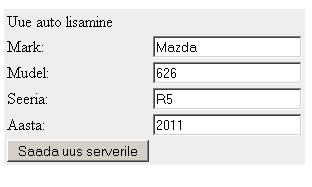 Uue auto lisamine
Mark: Mazda
Mudel: 626
Seeria: R5
Aasta: 2011
Saada uus serverile